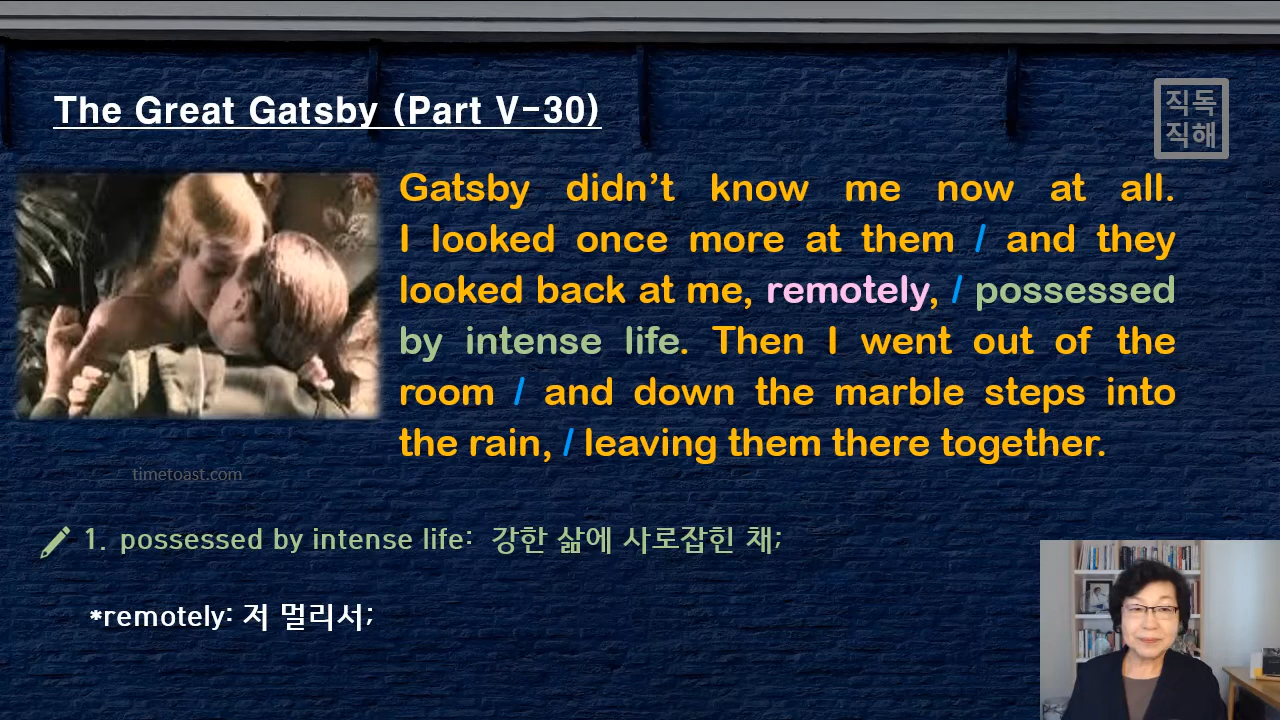 The Great Gatsby (Part V-30)
직독
직해
Gatsby didn’t know me now at all.
I looked once more at them / and they
looked back at me, remotely, / possessed
by intense life. Then I went out of the
room / and down the marble steps into
the rain, / leaving them there together.
timetoast.com
1. possessed by intense life: 강한 삶에 사로잡힌 채;
*remotely: 저 멀리서;